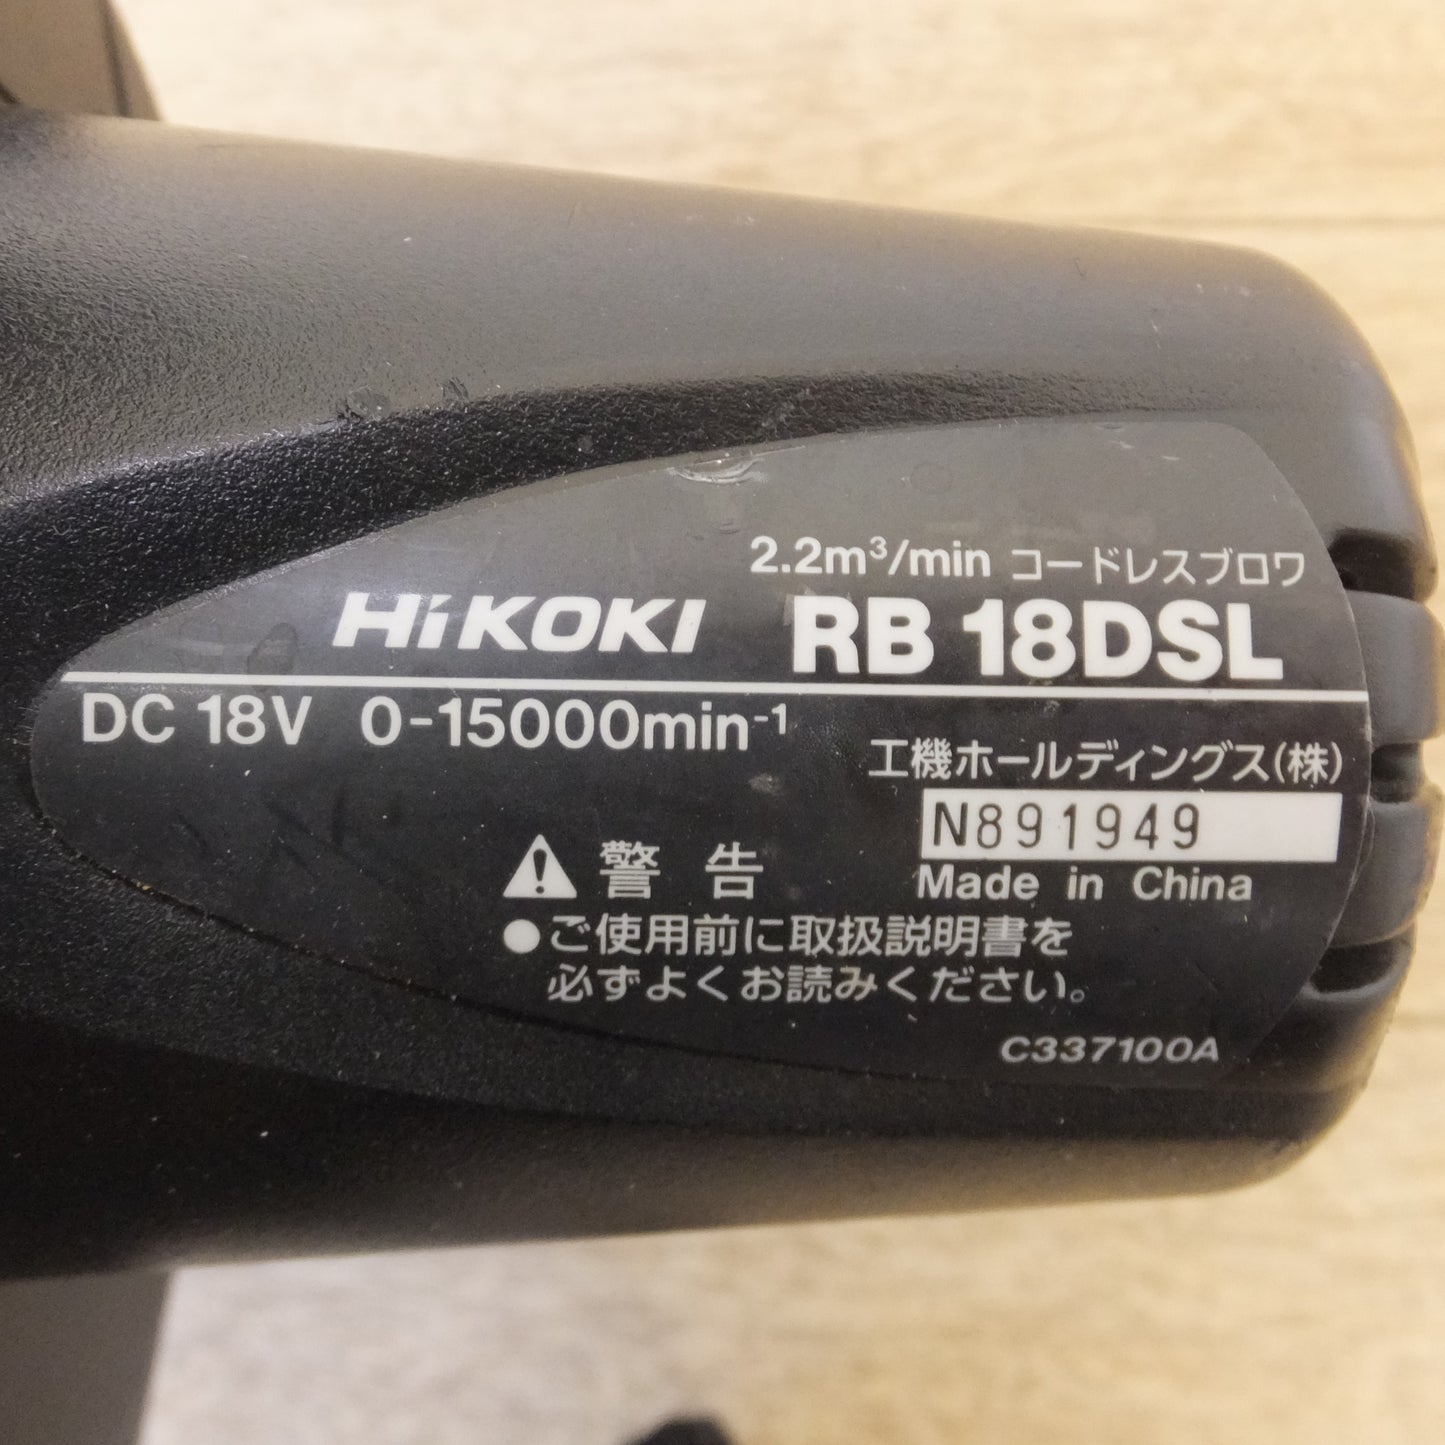 2.2m³/min コードレスブロワ
HiKOKI RB 18DSL
DC 18V 0-15000min⁻¹
工機ホールディングス(株)
N891949
Made in China
⚠ 警告
●ご使用前に取扱説明書を
必ずよくお読みください。
C337100A